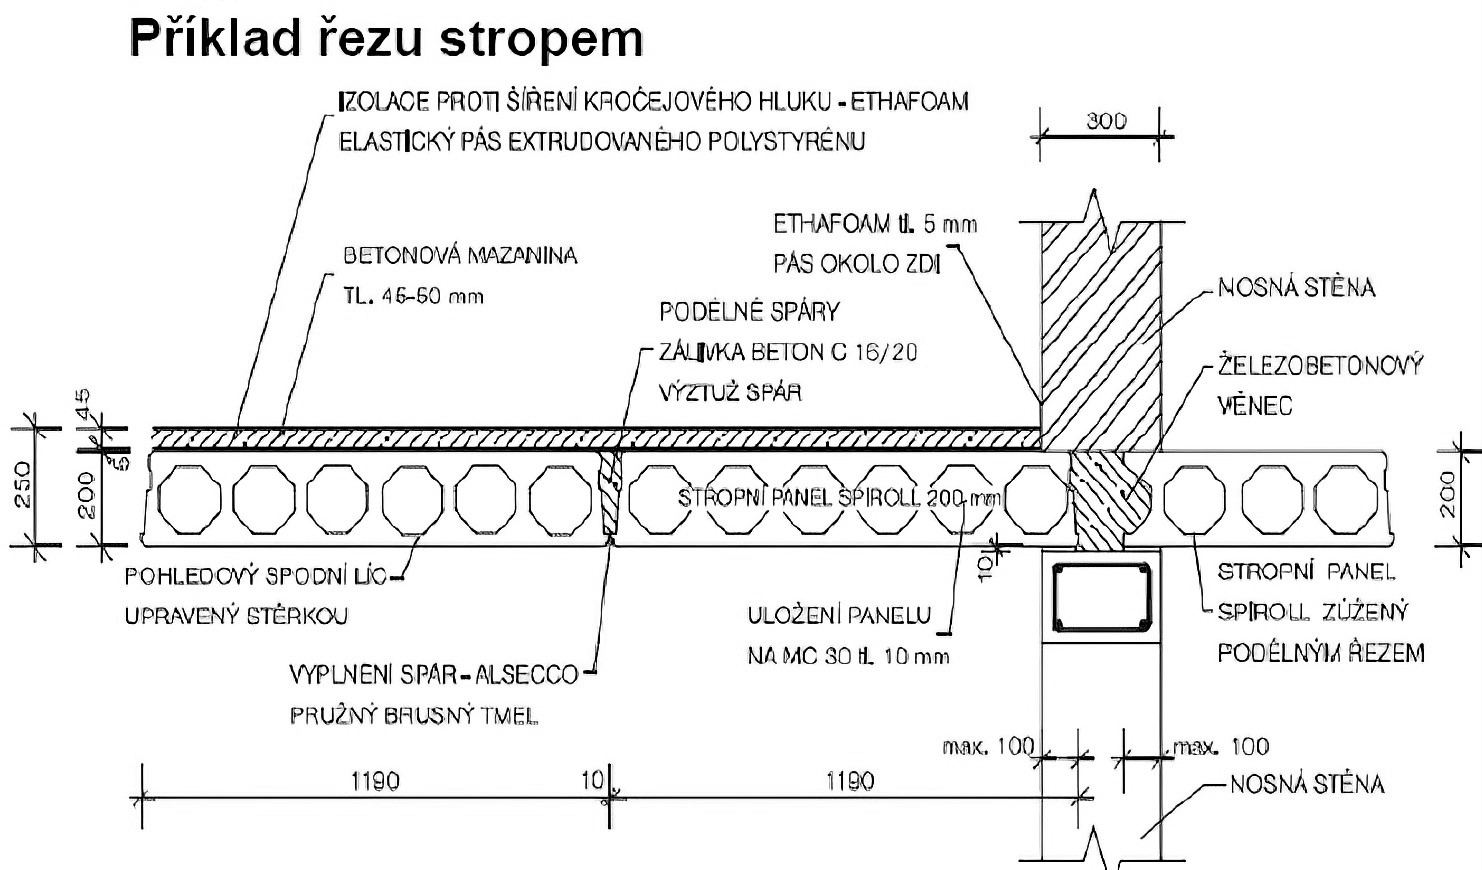 Příklad řezu stropem
IZOLACE PROTI ŠÍŘENÍ KROČEJOVÉHO HLUKU - ETHAFOAM
ELASTICKÝ PÁS EXTRUDOVANÉHO POLYSTYRÉNU
300
ETHAFOAM tl. 5 mm
PÁS OKOLO ZDI
BETONOVÁ MAZANINA
TL. 45-50 mm
NOSNÁ STĚNA
PODÉLNÉ SPÁRY
ZÁLIVKA BETON C 16/20
VÝZTUŽ SPÁR
ŽELEZOBETONOVÝ
VĚNEC
45
5
250
200
STROPNÍ PANEL SPIROLL 200 mm
200
10
POHLEDOVÝ SPODNÍ LÍC
UPRAVENÝ STĚRKOU
STROPNÍ PANEL
SPIROLL ZÚŽENÝ
PODÉLNÝM ŘEZEM
ULOŽENÍ PANELU
NA MC 30 tl. 10 mm
VYPLNĚNÍ SPÁR - ALSECCO
PRUŽNÝ BRUSNÝ TMEL
max. 100
max. 100
1190
10
1190
NOSNÁ STĚNA